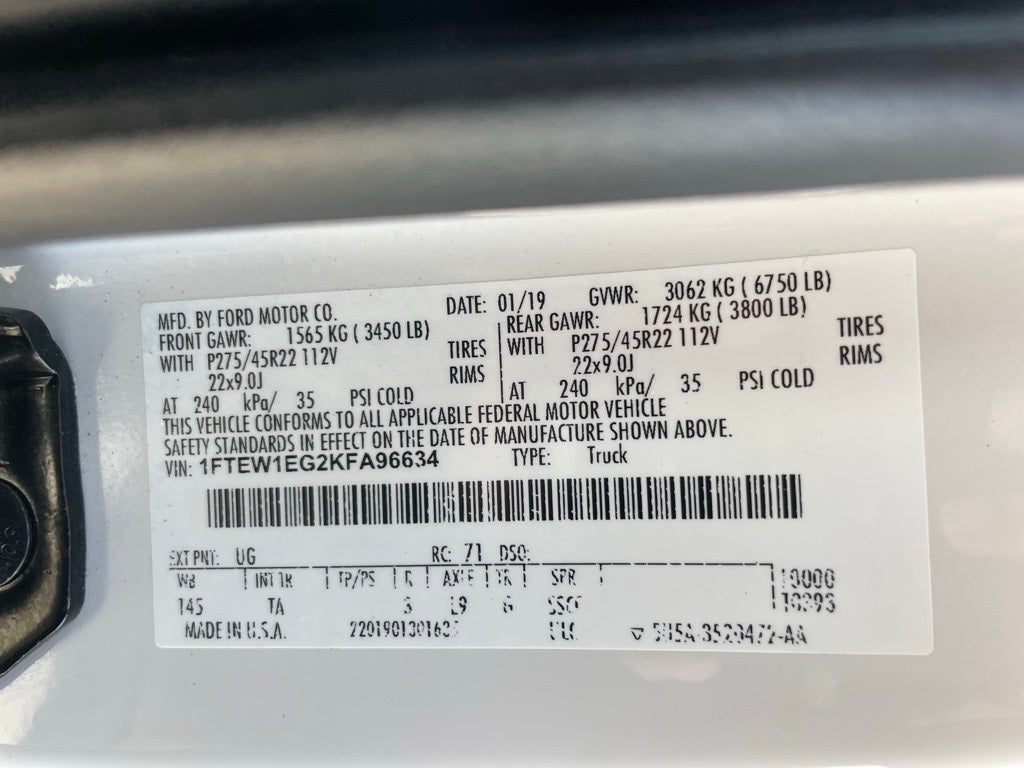 MFD. BY FORD MOTOR CO. DATE: 01/19 GVWR: 3062 KG ( 6750 LB)
FRONT GAWR: 1565 KG ( 3450 LB) REAR GAWR: 1724 KG ( 3800 LB)
WITH P275/45R22 112V TIRES WITH P275/45R22 112V TIRES
22x9.0J RIMS 22x9.0J RIMS
AT 240 kPa/ 35 PSI COLD AT 240 kPa/ 35 PSI COLD
THIS VEHICLE CONFORMS TO ALL APPLICABLE FEDERAL MOTOR VEHICLE
SAFETY STANDARDS IN EFFECT ON THE DATE OF MANUFACTURE SHOWN ABOVE.
VIN: 1FTEW1EG2KFA96634 TYPE: Truck
EXT PNT: UG RC: 71 DSO:
WB INT TR TP/PS R AXLE TR SPR
145 TA L9 6
MADE IN U.S.A.